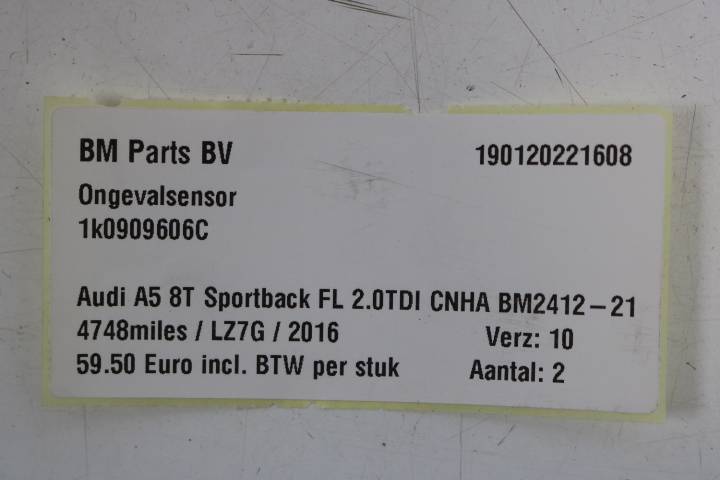 BM Parts BV 190120221608
Ongevalsensor
1k0909606C
Audi A5 8T Sportback FL 2.0TDI CNHA BM2412-21
4748miles / LZ7G / 2016 Verz: 10
59.50 Euro incl. BTW per stuk Aantal: 2